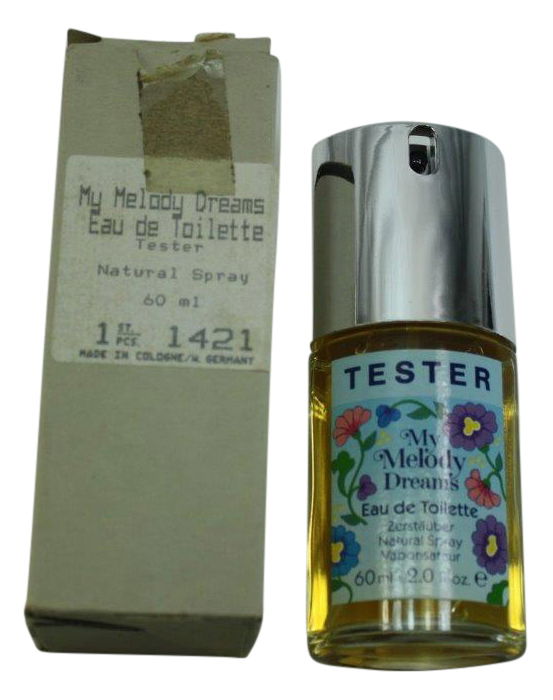 My Melody Dreams
Eau de Toilette
Tester
Natural Spray
60 ml
1 ST. PCS. 1421
MADE IN COLOGNE/W. GERMANY
TESTER
My
Melody
Dreams
Eau de Toilette
Zerstäuber
Natural Spray
Vaporisateur
60 ml 2.0 fl. oz. e